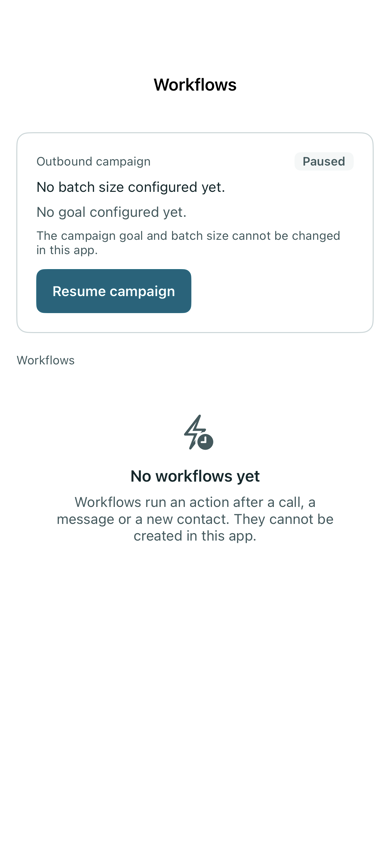 Workflows
Outbound campaign
Paused
No batch size configured yet.
No goal configured yet.
The campaign goal and batch size cannot be changed
in this app.
Resume campaign
Workflows
No workflows yet
Workflows run an action after a call, a
message or a new contact. They cannot be
created in this app.